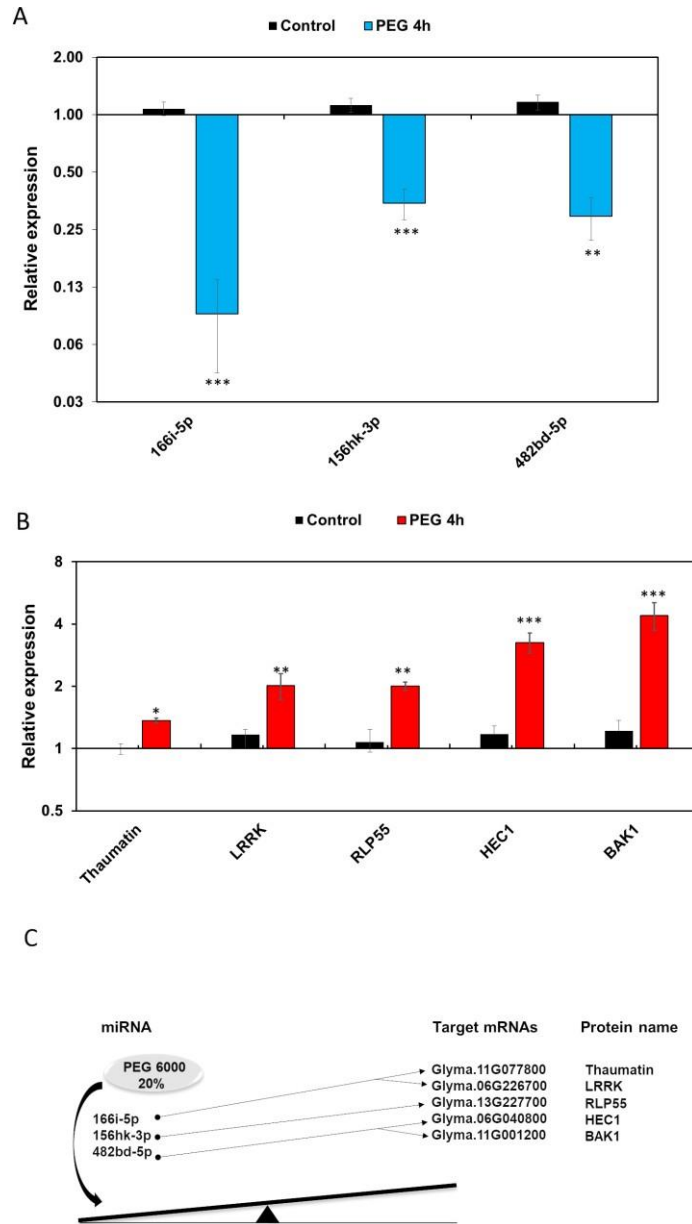 A
Control PEG 4h
Relative expression
2.00
1.00
0.50
0.25
0.13
0.06
0.03
***
***
**
166i-5p
156hk-3p
482bd-5p
B
Control PEG 4h
Relative expression
8
4
2
1
0.5
*
**
**
***
***
Thaumatin
LRRK
RLP55
HEC1
BAK1
C
miRNA Target mRNAs Protein name
PEG 6000
20%
166i-5p
156hk-3p
482bd-5p
Glyma.11G077800 Thaumatin
Glyma.06G226700 LRRK
Glyma.13G227700 RLP55
Glyma.06G040800 HEC1
Glyma.11G001200 BAK1